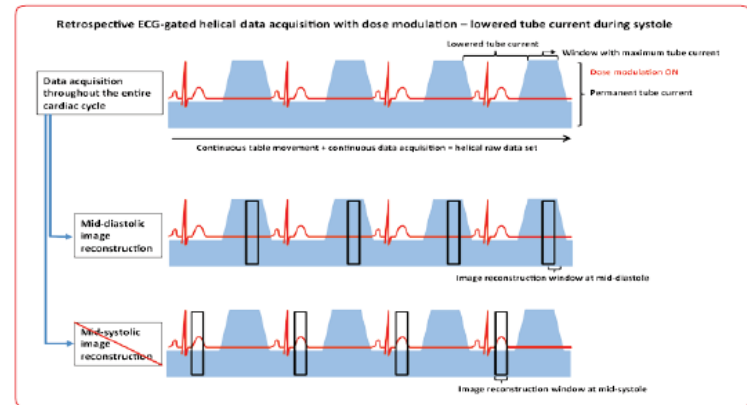 Retrospective ECG-gated helical data acquisition with dose modulation – lowered tube current during systole
Lowered tube current
Window with maximum tube current
Data acquisition
throughout the entire
cardiac cycle
Dose modulation ON
Permanent tube current
Continuous table movement + continuous data acquisition = helical raw data set
Mid-diastolic
image
reconstruction
Image reconstruction window at mid-diastole
Mid-systolic
image
reconstruction
Image reconstruction window at mid-systole